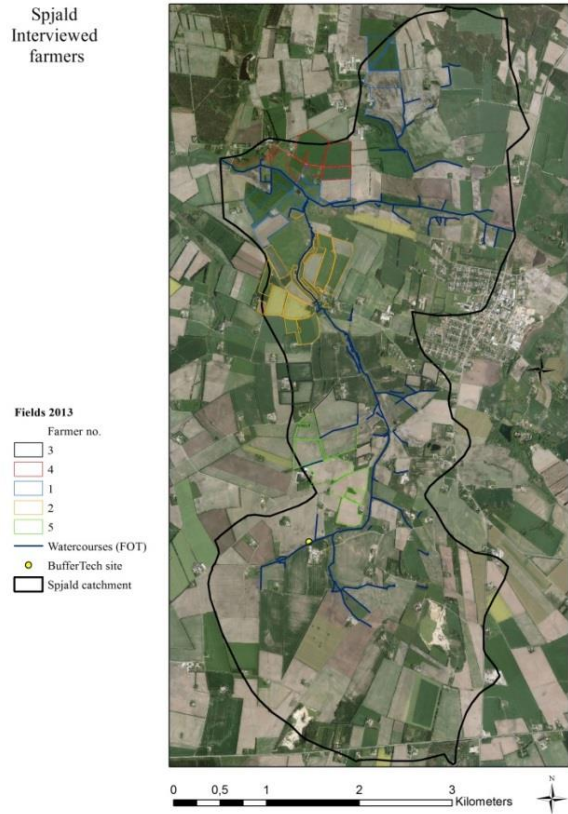 Spjald
Interviewed
farmers
Fields 2013
Farmer no.
3
4
1
2
5
Watercourses (FOT)
BufferTech site
Spjald catchment
0 0,5 1 2 3
Kilometers
N